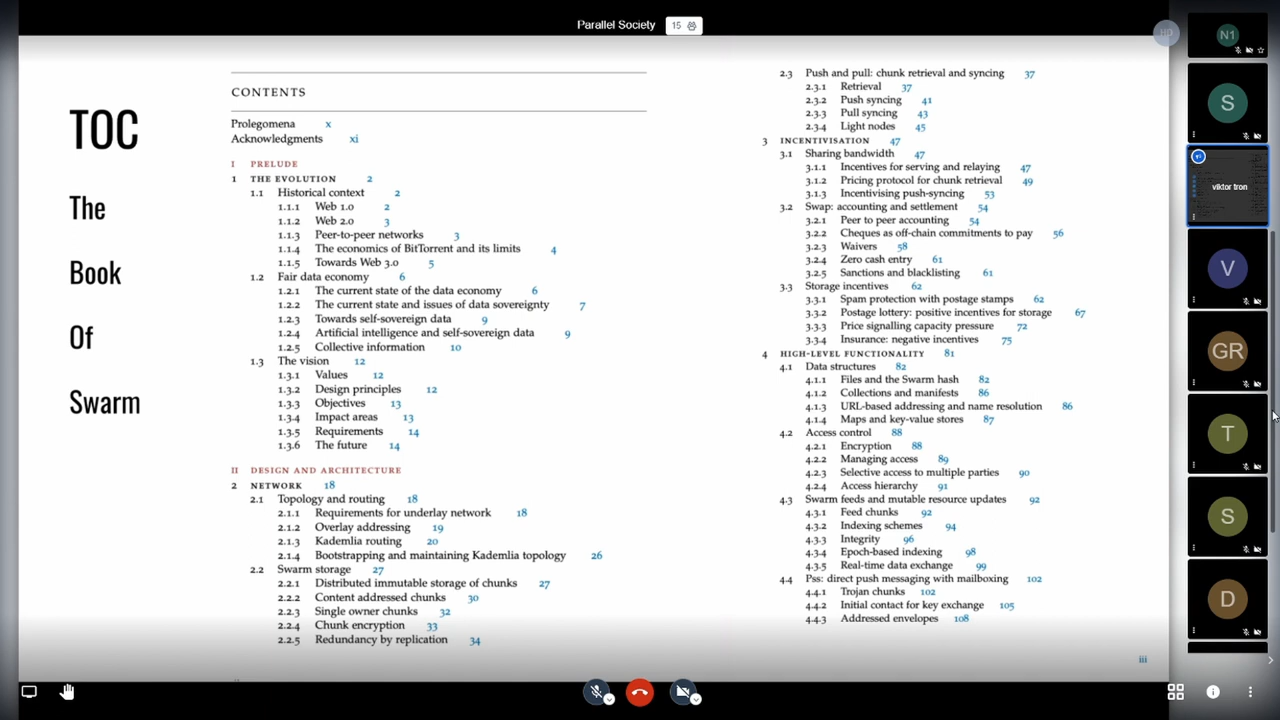 Parallel Society 15
TOC
The
Book
Of
Swarm
CONTENTS
Prolegomena x
Acknowledgments xi
I PRELUDE
1 THE EVOLUTION 2
1.1 Historical context 2
1.1.1 Web 1.0 2
1.1.2 Web 2.0 3
1.1.3 Peer-to-peer networks 3
1.1.4 The economics of BitTorrent and its limits 4
1.1.5 Towards Web 3.0 5
1.2 Fair data economy 6
1.2.1 The current state of the data economy 6
1.2.2 The current state and issues of data sovereignty 7
1.2.3 Towards self-sovereign data 9
1.2.4 Artificial intelligence and self-sovereign data 9
1.2.5 Collective information 10
1.3 The vision 12
1.3.1 Values 12
1.3.2 Design principles 12
1.3.3 Objectives 13
1.3.4 Impact areas 13
1.3.5 Requirements 14
1.3.6 The future 14
II DESIGN AND ARCHITECTURE
2 NETWORK 18
2.1 Topology and routing 18
2.1.1 Requirements for underlay network 18
2.1.2 Overlay addressing 19
2.1.3 Kademlia routing 20
2.1.4 Bootstrapping and maintaining Kademlia topology 26
2.2 Swarm storage 27
2.2.1 Distributed immutable storage of chunks 27
2.2.2 Content addressed chunks 30
2.2.3 Single owner chunks 32
2.2.4 Chunk encryption 33
2.2.5 Redundancy by replication 34
2.3 Push and pull: chunk retrieval and syncing 37
2.3.1 Retrieval 37
2.3.2 Push syncing 41
2.3.3 Pull syncing 43
2.3.4 Light nodes 45
3 INCENTIVISATION 47
3.1 Sharing bandwidth 47
3.1.1 Incentives for serving and relaying 47
3.1.2 Pricing protocol for chunk retrieval 49
3.1.3 Incentivising push-syncing 53
3.2 Swap: accounting and settlement 54
3.2.1 Peer to peer accounting 54
3.2.2 Cheques as off-chain commitments to pay 56
3.2.3 Waivers 58
3.2.4 Zero cash entry 61
3.2.5 Sanctions and blacklisting 61
3.3 Storage incentives 62
3.3.1 Spam protection with postage stamps 62
3.3.2 Postage lottery: positive incentives for storage 67
3.3.3 Price signalling capacity pressure 72
3.3.4 Insurance: negative incentives 75
4 HIGH-LEVEL FUNCTIONALITY 81
4.1 Data structures 82
4.1.1 Files and the Swarm hash 82
4.1.2 Collections and manifests 86
4.1.3 URL-based addressing and name resolution 86
4.1.4 Maps and key-value stores 87
4.2 Access control 88
4.2.1 Encryption 88
4.2.2 Managing access 89
4.2.3 Selective access to multiple parties 90
4.2.4 Access hierarchy 91
4.3 Swarm feeds and mutable resource updates 92
4.3.1 Feed chunks 92
4.3.2 Indexing schemes 94
4.3.3 Integrity 96
4.3.4 Epoch-based indexing 98
4.3.5 Real-time data exchange 99
4.4 Pss: direct push messaging with mailboxing 102
4.4.1 Trojan chunks 102
4.4.2 Initial contact for key exchange 105
4.4.3 Addressed envelopes 108
iii
N1
S
viktor tron
V
GR
T
S
D